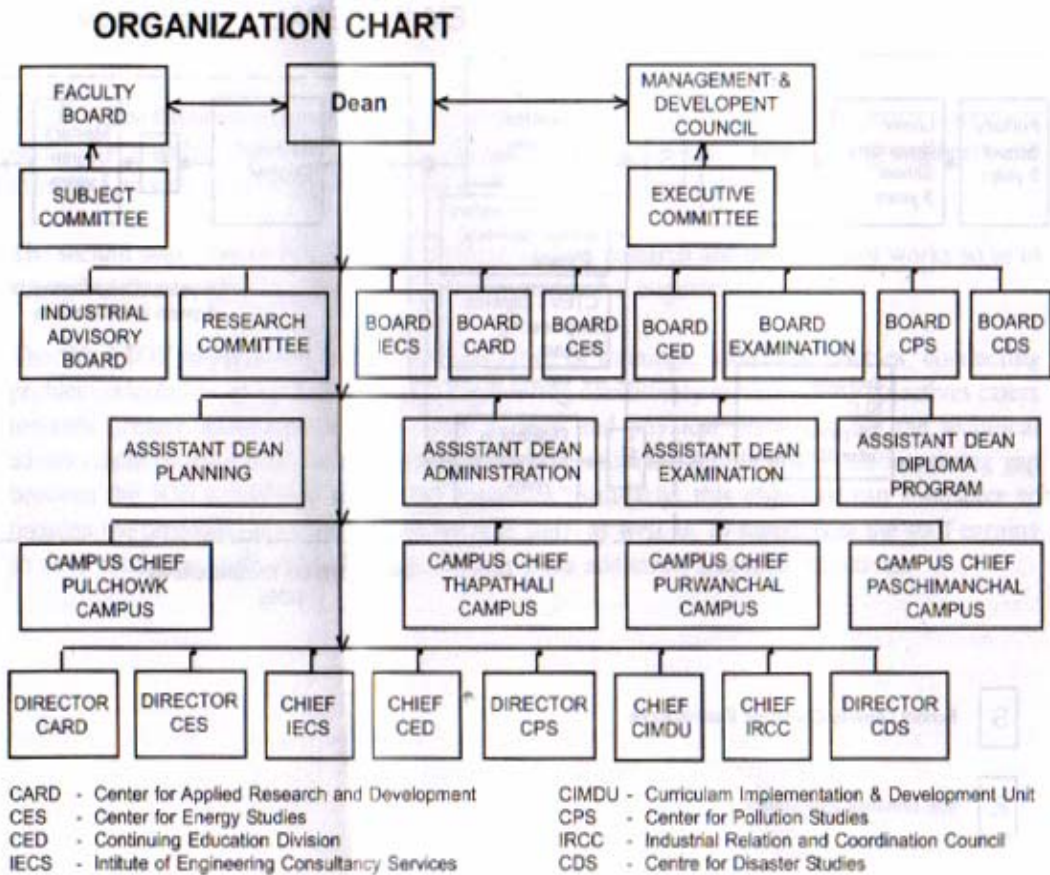 ORGANIZATION CHART
FACULTY
BOARD
Dean
MANAGEMENT &
DEVELOPENT
COUNCIL
SUBJECT
COMMITTEE
EXECUTIVE
COMMITTEE
INDUSTRIAL
ADVISORY
BOARD
RESEARCH
COMMITTEE
BOARD
IECS
BOARD
CARD
BOARD
CES
BOARD
CED
BOARD
EXAMINATION
BOARD
CPS
BOARD
CDS
ASSISTANT DEAN
PLANNING
ASSISTANT DEAN
ADMINISTRATION
ASSISTANT DEAN
EXAMINATION
ASSISTANT DEAN
DIPLOMA
PROGRAM
CAMPUS CHIEF
PULCHOWK
CAMPUS
CAMPUS CHIEF
THAPATHALI
CAMPUS
CAMPUS CHIEF
PURWANCHAL
CAMPUS
CAMPUS CHIEF
PASCHIMANCHAL
CAMPUS
DIRECTOR
CARD
DIRECTOR
CES
CHIEF
IECS
CHIEF
CED
DIRECTOR
CPS
CHIEF
CIMDU
CHIEF
IRCC
DIRECTOR
CDS
CARD - Center for Applied Research and Development
CES - Center for Energy Studies
CED - Continuing Education Division
IECS - Intitute of Engineering Consultancy Services
CIMDU - Curriculam Implementation & Development Unit
CPS - Center for Pollution Studies
IRCC - Industrial Relation and Coordination Council
CDS - Centre for Disaster Studies